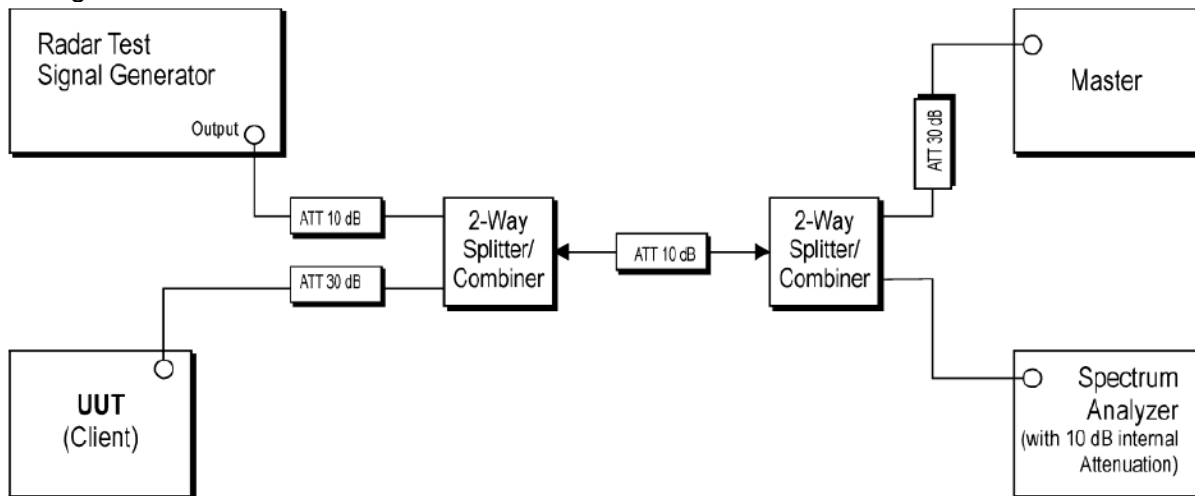 Radar Test
Signal Generator
Output
ATT 10 dB
ATT 30 dB
UUT
(Client)
2-Way
Splitter/
Combiner
ATT 10 dB
2-Way
Splitter/
Combiner
ATT 30 dB
Master
Spectrum
Analyzer
(with 10 dB internal
Attenuation)